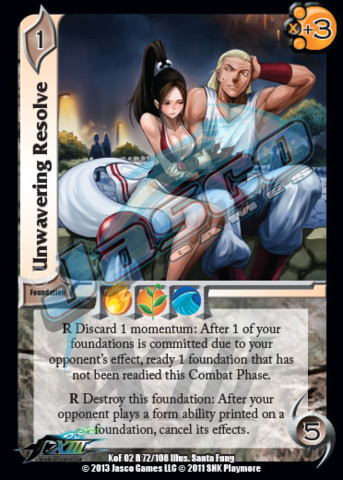 1
X +3
Unwavering Resolve
JASCO
GAMES
Foundation
R Discard 1 momentum: After 1 of your
foundations is committed due to your
opponent's effect, ready 1 foundation that has
not been readied this Combat Phase.
R Destroy this foundation: After your
opponent plays a form ability printed on a
foundation, cancel its effects.
5
XIII
KoF 02 R 72/108 Illus. Santa Fung
© 2013 Jasco Games LLC © 2011 SNK Playmore